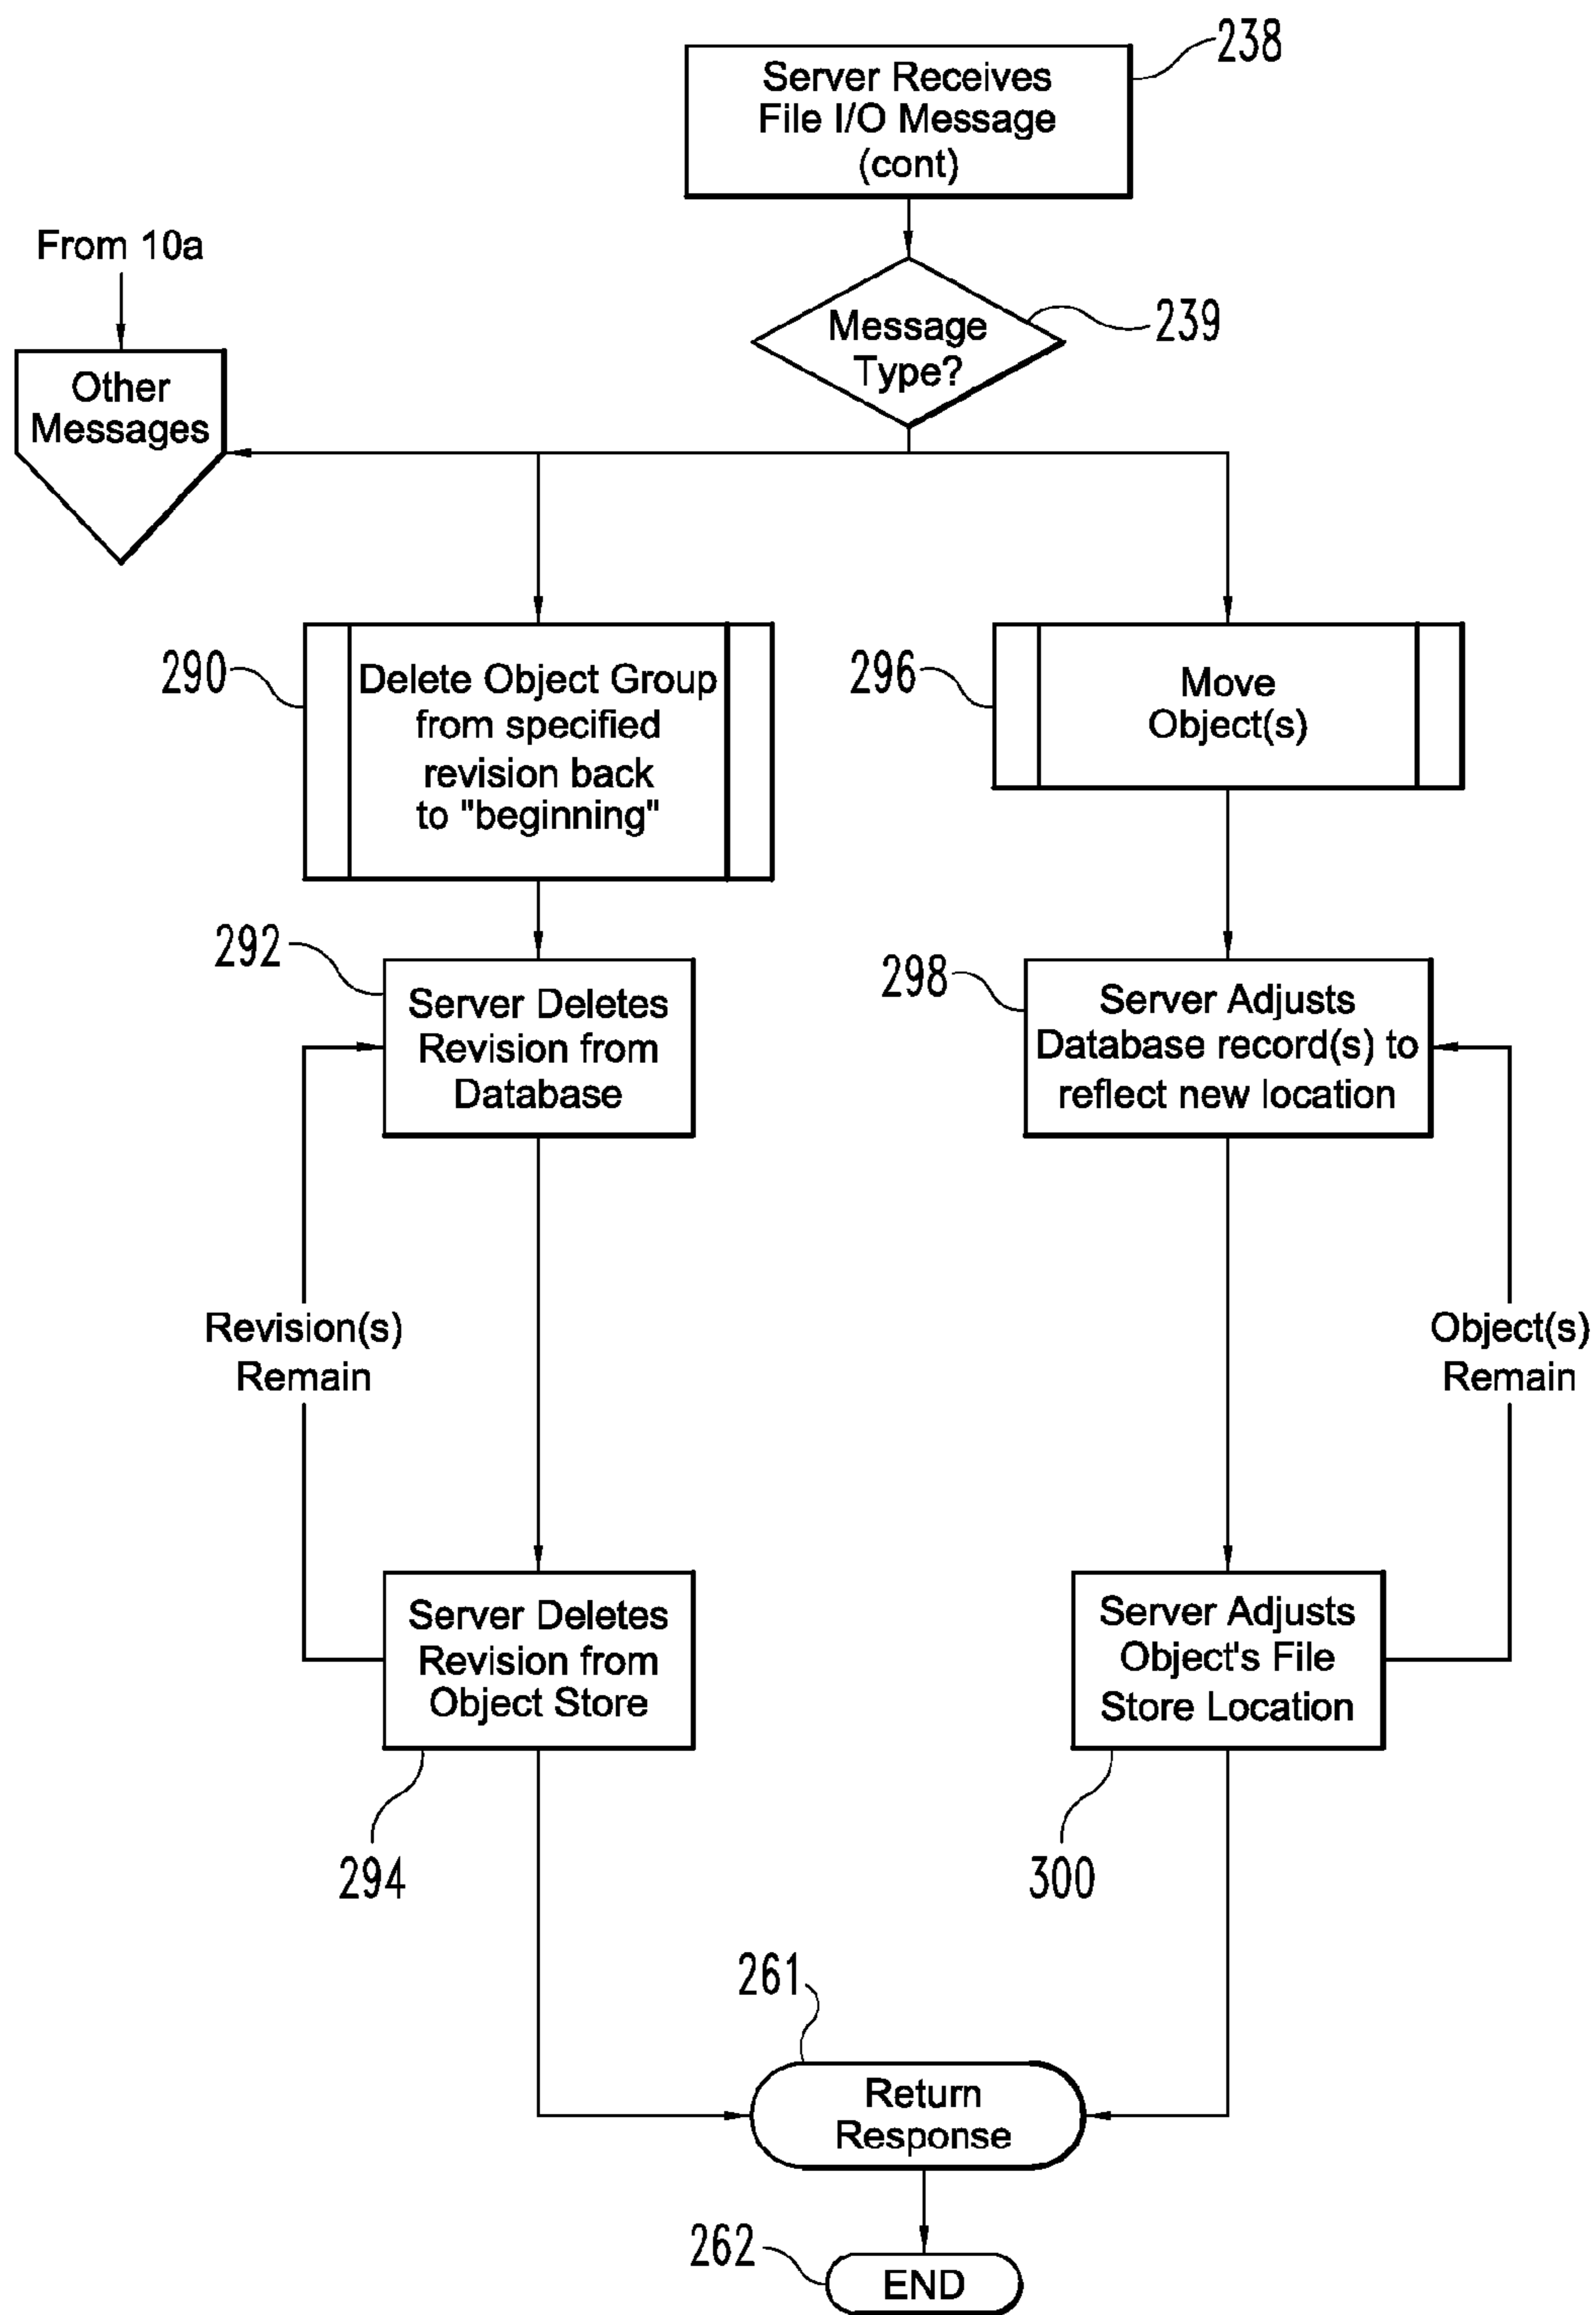 238
Server Receives
File I/O Message
(cont)
From 10a
Message
Type?
239
Other
Messages
290
Delete Object Group
from specified
revision back
to "beginning"
296
Move
Object(s)
292
Server Deletes
Revision from
Database
298
Server Adjusts
Database record(s) to
reflect new location
Revision(s)
Remain
Object(s)
Remain
Server Deletes
Revision from
Object Store
294
Server Adjusts
Object's File
Store Location
300
261
Return
Response
262
END